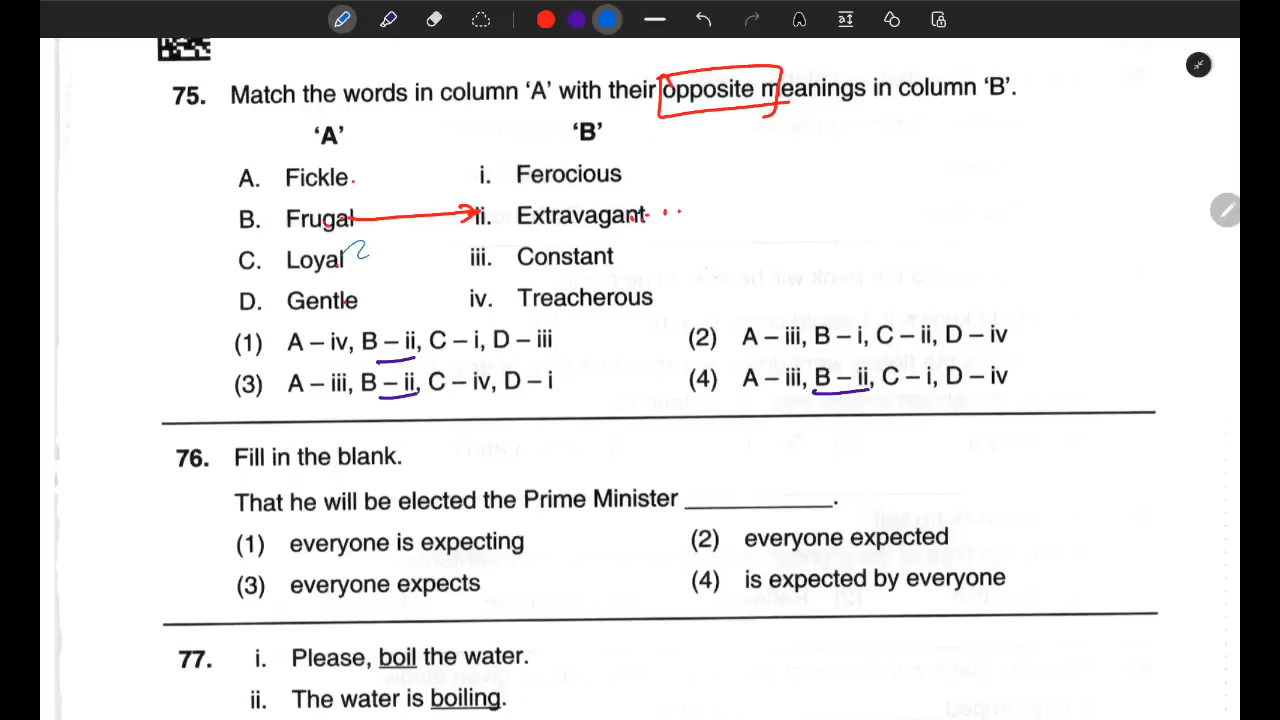 75. Match the words in column ‘A’ with their opposite meanings in column ‘B’.
‘A’ ‘B’
A. Fickle i. Ferocious
B. Frugal ii. Extravagant
C. Loyal iii. Constant
D. Gentle iv. Treacherous
(1) A – iv, B – ii, C – i, D – iii (2) A – iii, B – i, C – ii, D – iv
(3) A – iii, B – ii, C – iv, D – i (4) A – iii, B – ii, C – i, D – iv
76. Fill in the blank.
That he will be elected the Prime Minister ___________.
(1) everyone is expecting (2) everyone expected
(3) everyone expects (4) is expected by everyone
77. i. Please, boil the water.
ii. The water is boiling.